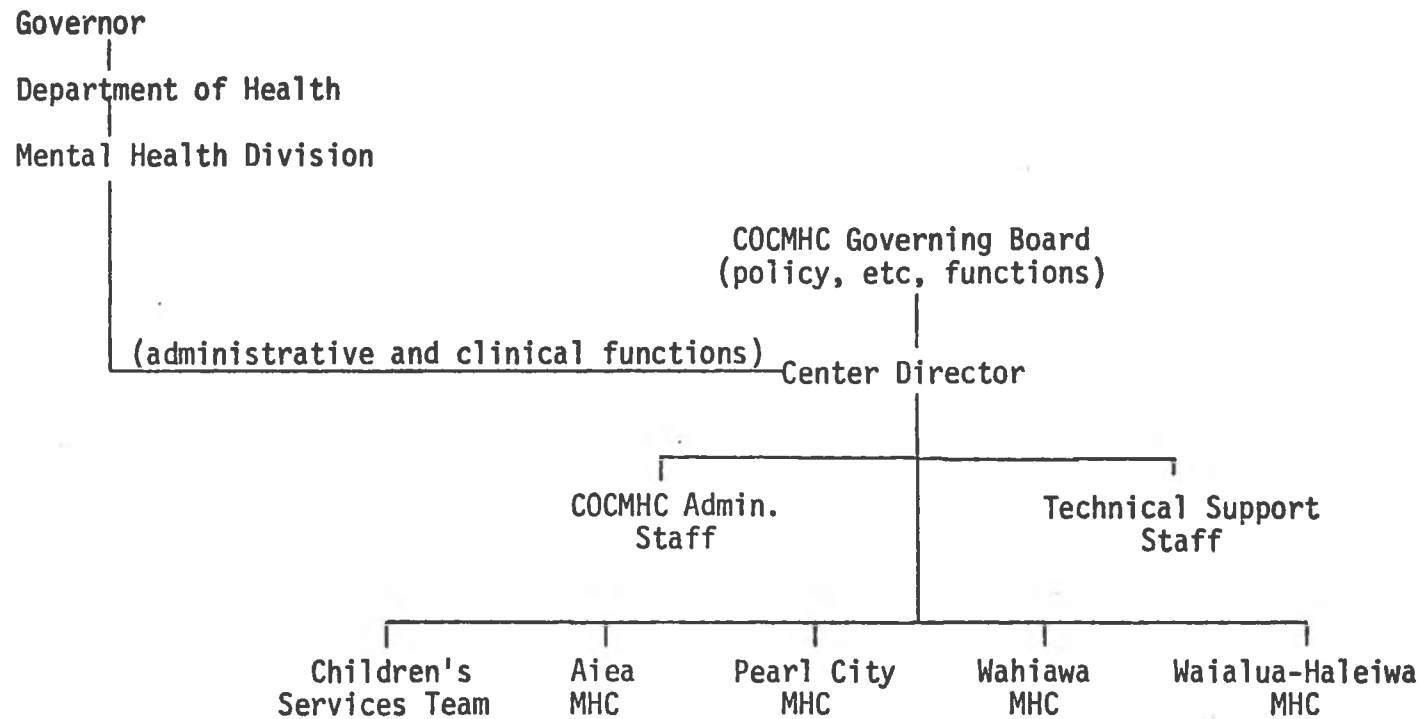 Governor
Department of Health
Mental Health Division
COCMHC Governing Board
(policy, etc, functions)
(administrative and clinical functions)
Center Director
COCMHC Admin.
Staff
Technical Support
Staff
Children's
Services Team
Aiea
MHC
Pearl City
MHC
Wahiawa
MHC
Waialua-Haleiwa
MHC